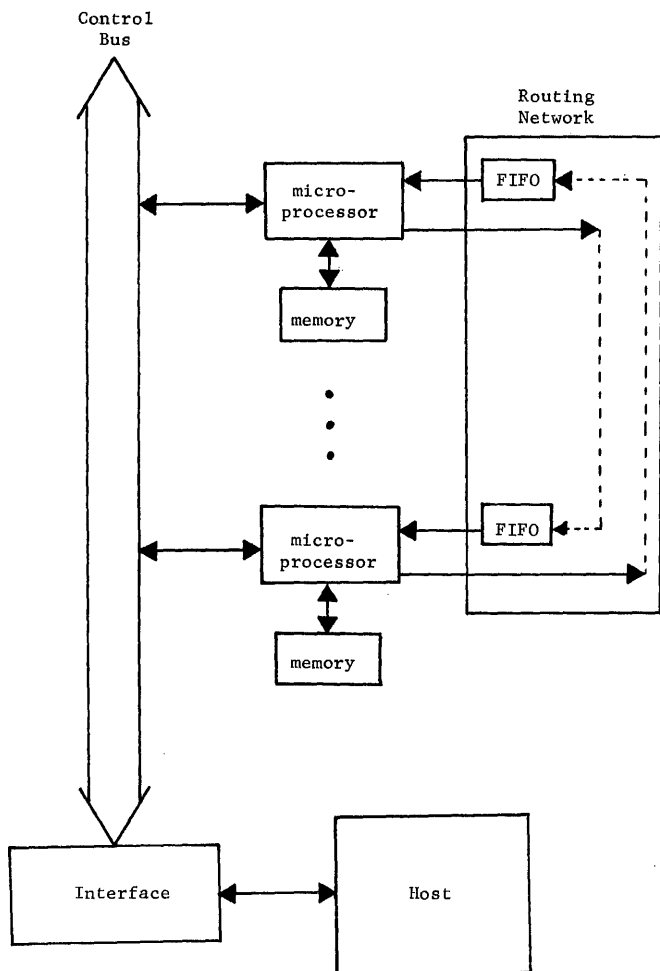 Control
Bus
Routing
Network
FIFO
micro-
processor
memory
FIFO
micro-
processor
memory
Interface
Host